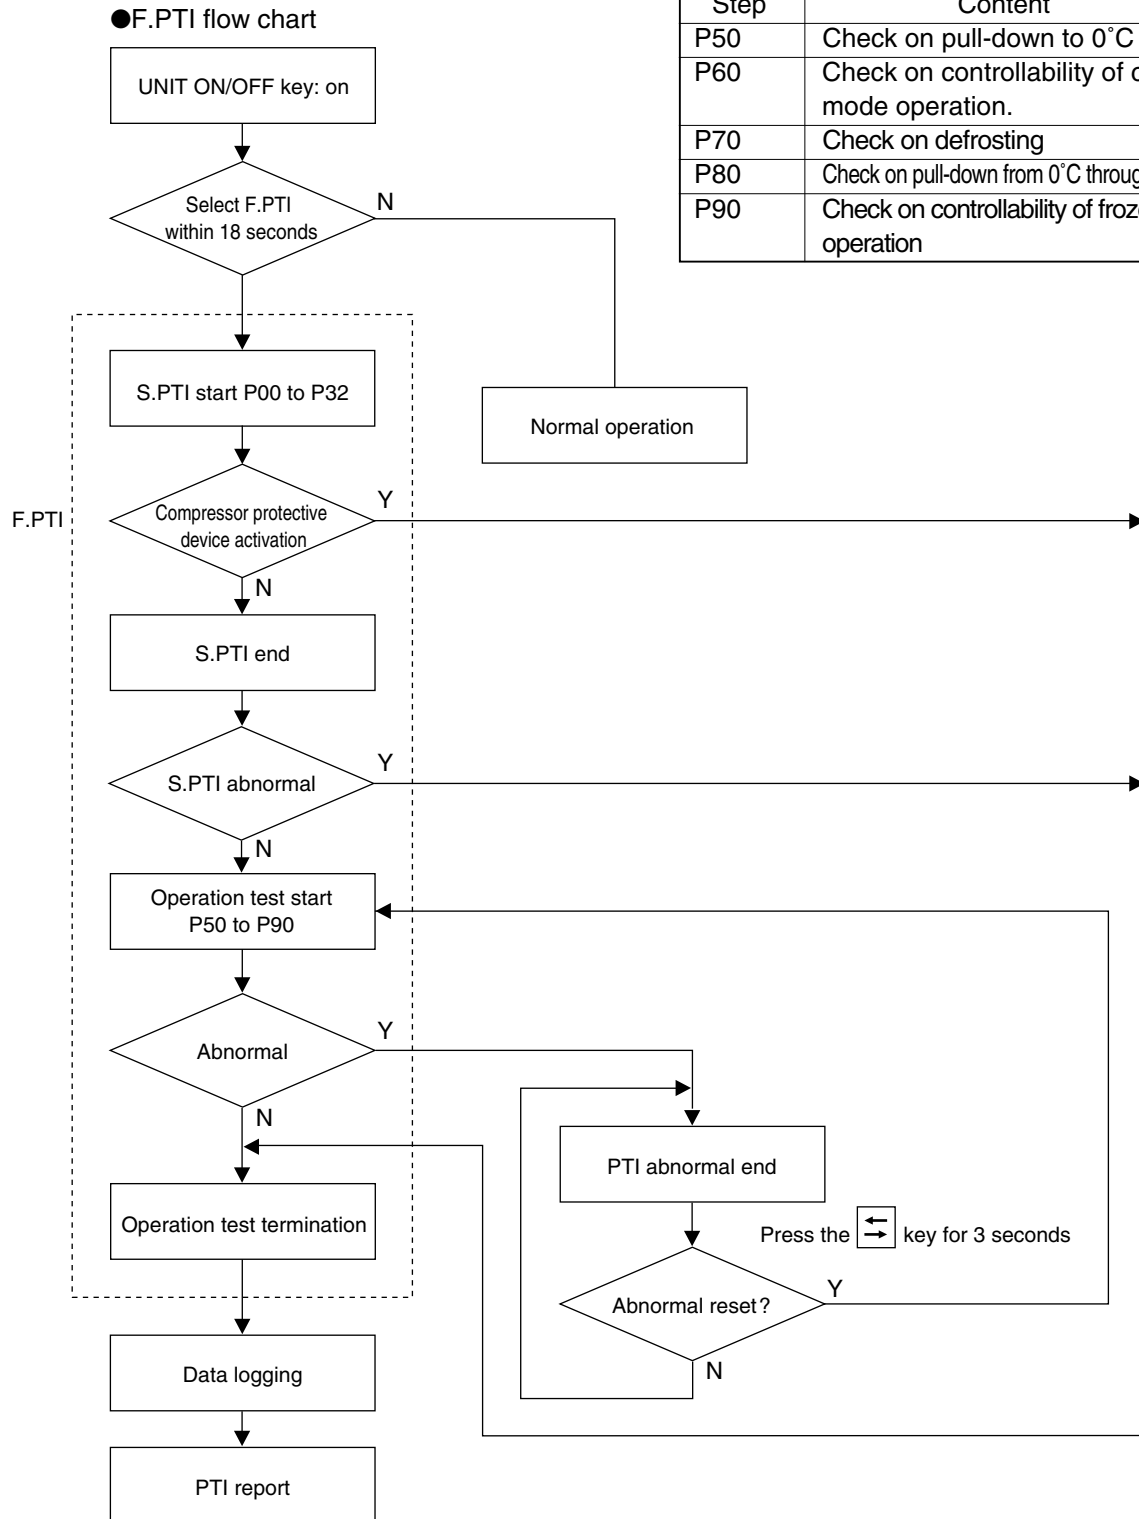 ●F.PTI flow chart
UNIT ON/OFF key: on
Select F.PTI
within 18 seconds
N
S.PTI start P00 to P32
Normal operation
F.PTI
Compressor protective
device activation
Y
N
S.PTI end
S.PTI abnormal
Y
N
Operation test start
P50 to P90
Abnormal
Y
N
PTI abnormal end
Operation test termination
Press the key for 3 seconds
Abnormal reset?
Y
N
Data logging
PTI report
Step Content
P50 Check on pull-down to 0˚C
P60 Check on controllability of
mode operation.
P70 Check on defrosting
P80 Check on pull-down from 0˚C
P90 Check on controllability of
operation